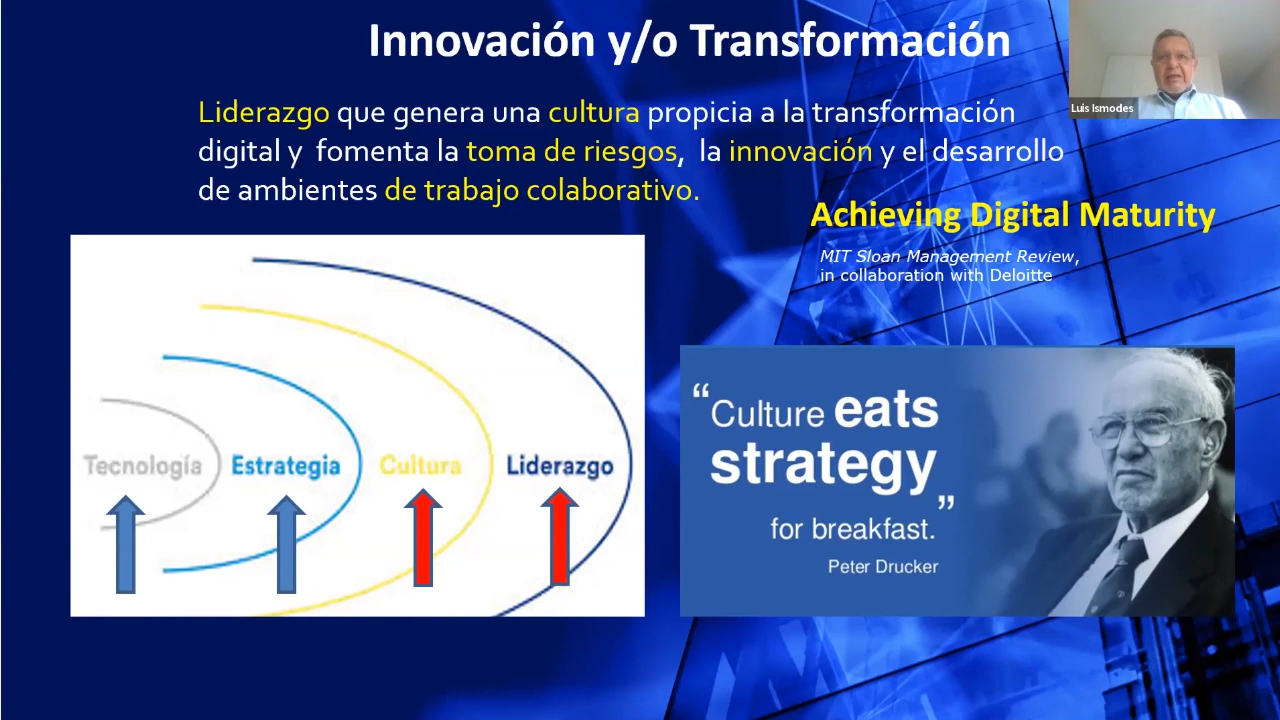 Innovación y/o Transformación
Luis Ismodes
Liderazgo que genera una cultura propicia a la transformación
digital y fomenta la toma de riesgos, la innovación y el desarrollo
de ambientes de trabajo colaborativo.
Achieving Digital Maturity
MIT Sloan Management Review,
in collaboration with Deloitte
Tecnología Estrategia Cultura Liderazgo
“Culture eats
strategy”
for breakfast.
Peter Drucker